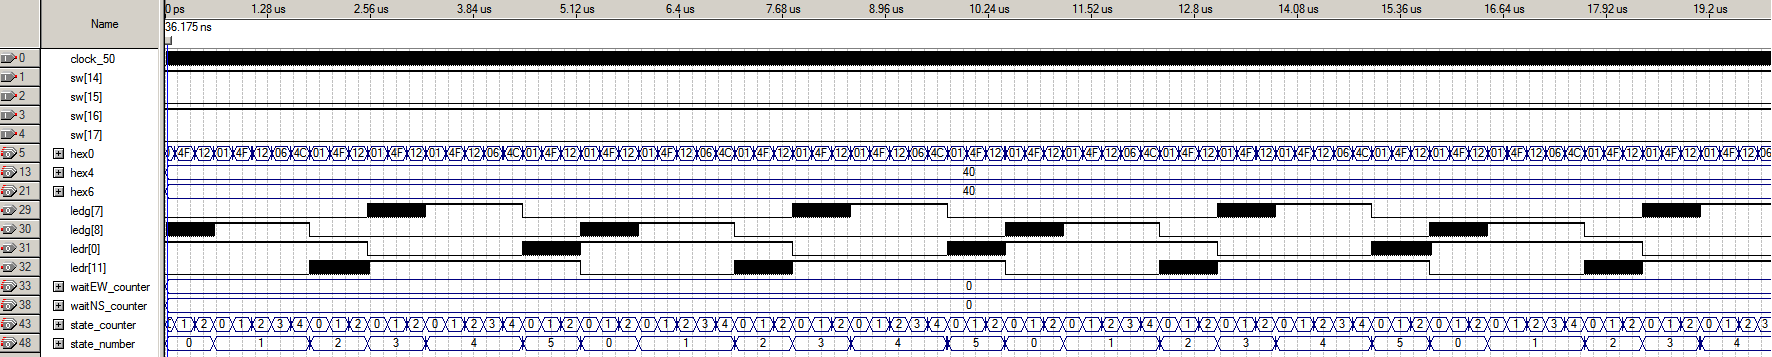 Name
0 ps 1.28 us 2.56 us 3.84 us 5.12 us 6.4 us 7.68 us 8.96 us 10.24 us 11.52 us 12.8 us 14.08 us 15.36 us 16.64 us 17.92 us 19.2 us
36.175 ns
0 clock_50
1 sw[14]
2 sw[15]
3 sw[16]
4 sw[17]
5 hex0 4F 12 01 4F 12 06 4C 01 4F 12 01 4F 12 01 4F 12 06 4C 01 4F 12 01 4F 12 01 4F 12 06 4C 01 4F 12 01 4F 12 01 4F 12 06 4C 01 4F 12 01 4F 12 01 4F 12 06 4C 01 4F 12 01 4F 12 01 4F 12 06 4C 01 4F 12 01 4F 12 01 4F 12 06 4C 01 4F 12 01 4F 12 01 4F 12 06
13 hex4 40
21 hex6 40
29 ledg[7]
30 ledg[8]
31 ledr[0]
32 ledr[11]
33 waitEW_counter 0
38 waitNS_counter 0
43 state_counter 1 2 0 1 2 3 4 0 1 2 0 1 2 0 1 2 3 4 0 1 2 0 1 2 0 1 2 3 4 0 1 2 0 1 2 0 1 2 3 4 0 1 2 0 1 2 0 1 2 3 4 0 1 2 0 1 2 0 1 2 3 4 0 1 2 0 1 2 0 1 2 3 4 0 1 2 0 1 2 0 1 2 3
48 state_number 0 1 2 3 4 5 0 1 2 3 4 5 0 1 2 3 4 5 0 1 2 3 4